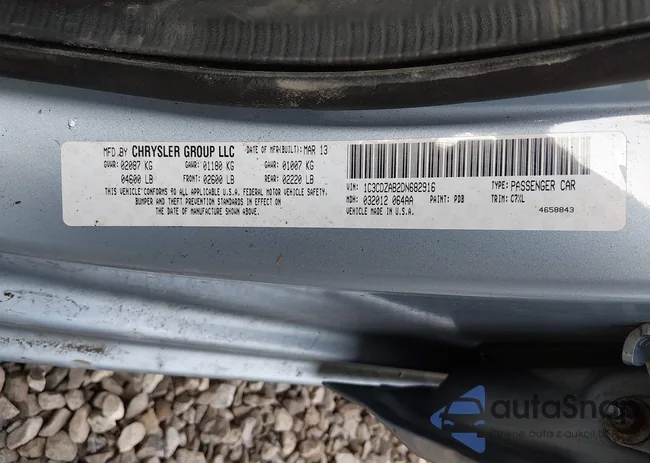 MFD.BY CHRYSLER GROUP LLC DATE OF MFR(BUILT): MAR 13
GVWR: 02087 KG GAWR: 01180 KG GAWR: 01007 KG
04600 LB FRONT: 02600 LB REAR: 02220 LB
THIS VEHICLE CONFORMS TO ALL APPLICABLE U.S.A. FEDERAL MOTOR VEHICLE SAFETY,
BUMPER AND THEFT PREVENTION STANDARDS IN EFFECT ON
THE DATE OF MANUFACTURE SHOWN ABOVE.
VIN: 1C3CDZAB2DN682916 TYPE: PASSENGER CAR
MDH: 032012 064AA PAINT: PDB TRIM: C7XL
VEHICLE MADE IN U.S.A. 4658843
autaSnap